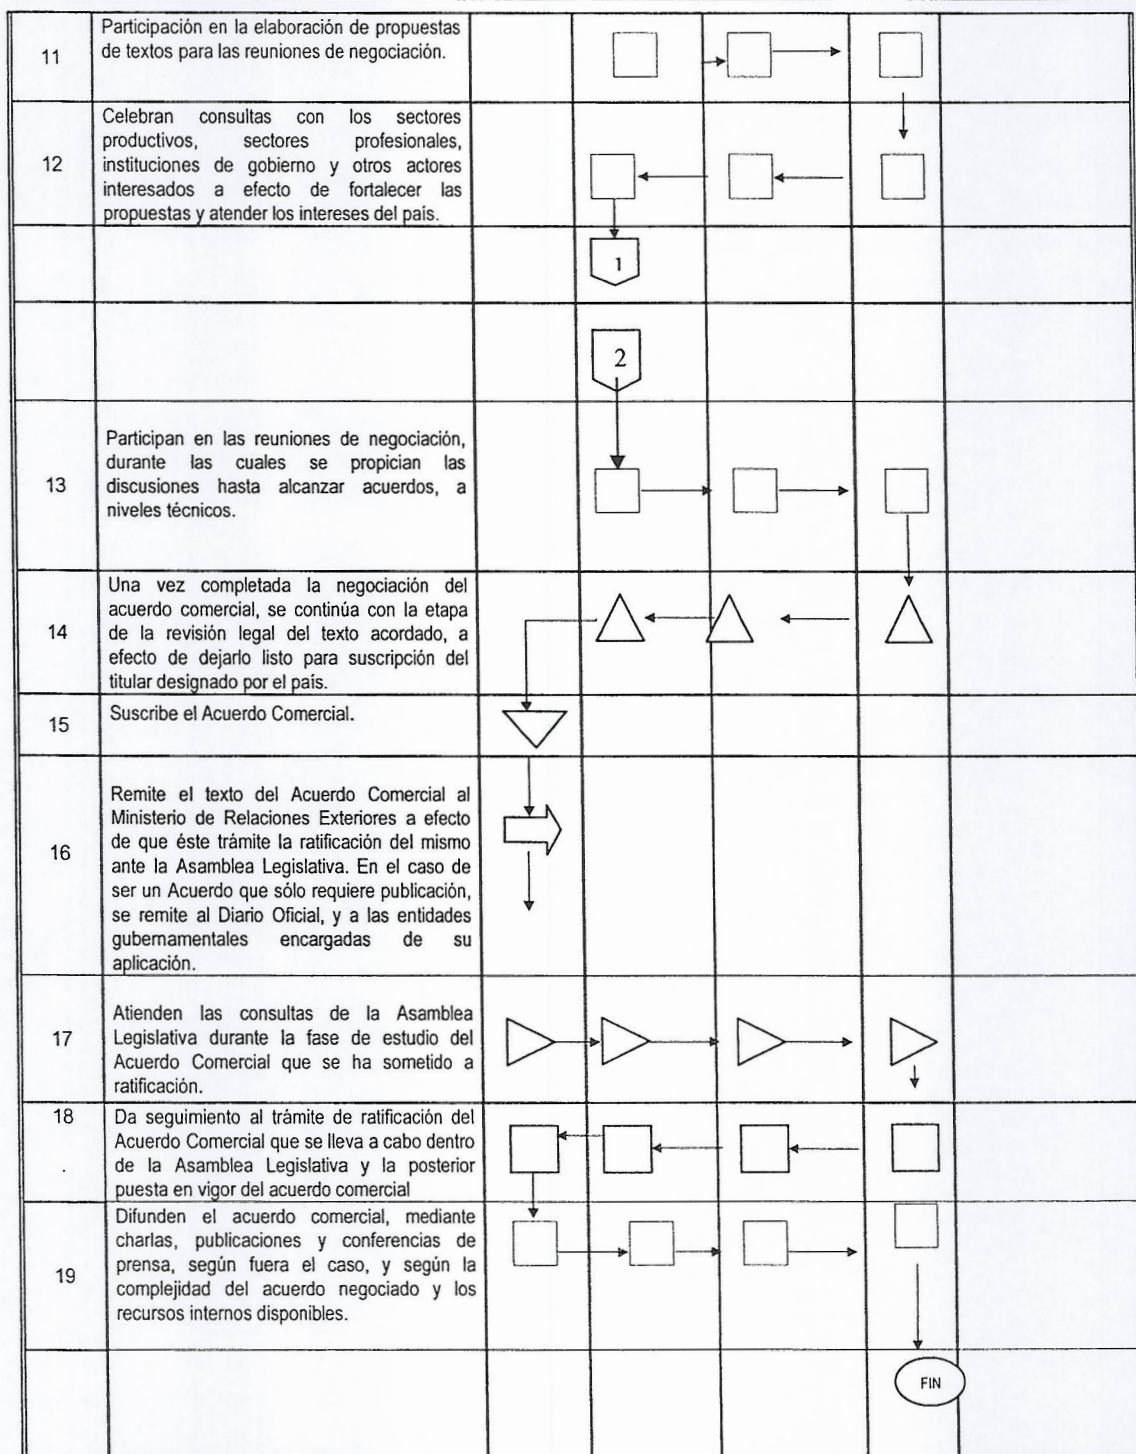 11
Participación en la elaboración de propuestas
de textos para las reuniones de negociación.
12
Celebran consultas con los sectores
productivos, sectores profesionales,
instituciones de gobierno y otros actores
interesados a efecto de fortalecer las
propuestas y atender los intereses del país.
1
2
13
Participan en las reuniones de negociación,
durante las cuales se propician las
discusiones hasta alcanzar acuerdos, a
niveles técnicos.
14
Una vez completada la negociación del
acuerdo comercial, se continúa con la etapa
de la revisión legal del texto acordado, a
efecto de dejarlo listo para suscripción del
titular designado por el país.
15
Suscribe el Acuerdo Comercial.
16
Remite el texto del Acuerdo Comercial al
Ministerio de Relaciones Exteriores a efecto
de que éste trámite la ratificación del mismo
ante la Asamblea Legislativa. En el caso de
ser un Acuerdo que sólo requiere publicación,
se remite al Diario Oficial, y a las entidades
gubernamentales encargadas de su
aplicación.
17
Atienden las consultas de la Asamblea
Legislativa durante la fase de estudio del
Acuerdo Comercial que se ha sometido a
ratificación.
18
.
Da seguimiento al trámite de ratificación del
Acuerdo Comercial que se lleva a cabo dentro
de la Asamblea Legislativa y la posterior
puesta en vigor del acuerdo comercial
19
Difunden el acuerdo comercial, mediante
charlas, publicaciones y conferencias de
prensa, según fuera el caso, y según la
complejidad del acuerdo negociado y los
recursos internos disponibles.
FIN